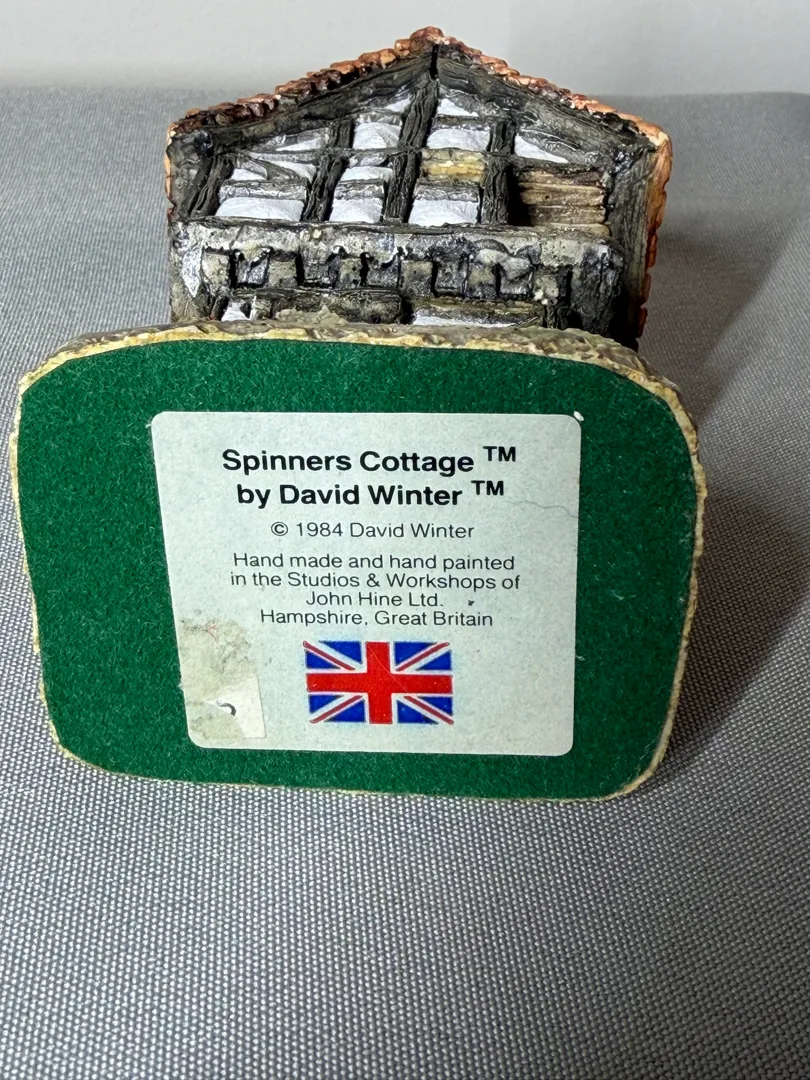 Spinners Cottage ™
by David Winter ™
© 1984 David Winter
Hand made and hand painted
in the Studios & Workshops of
John Hine Ltd.
Hampshire, Great Britain